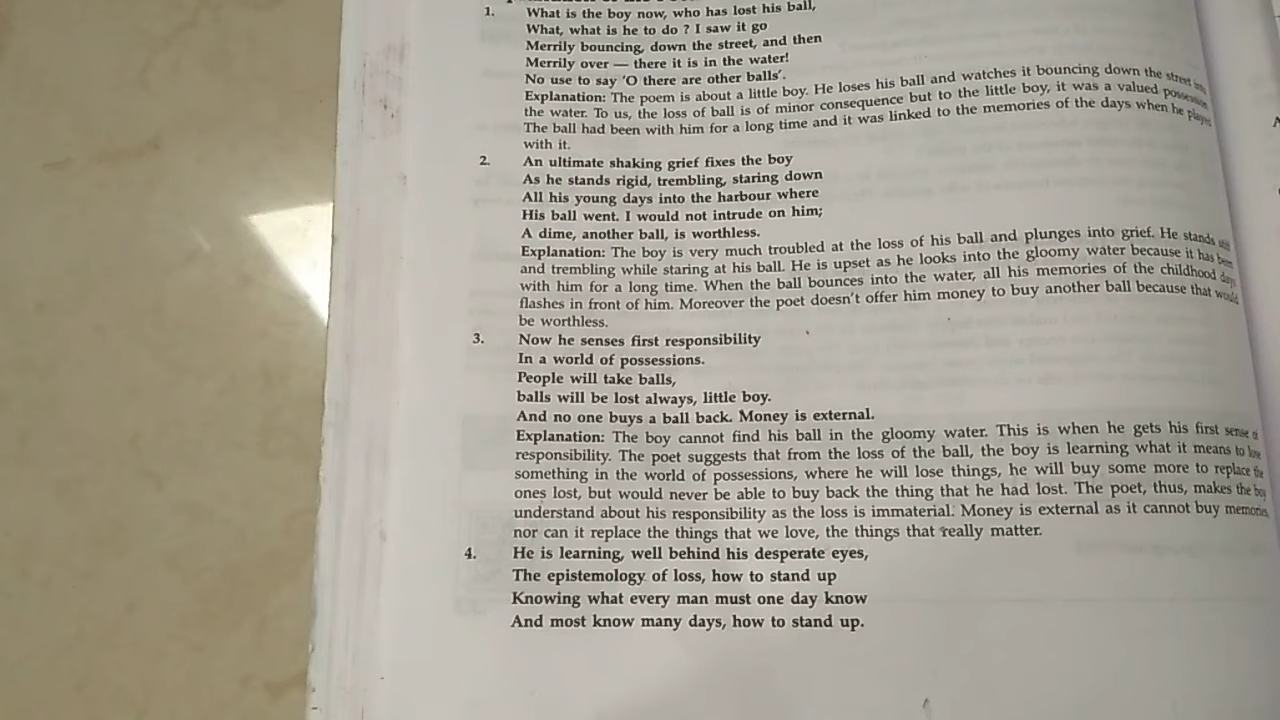 1. What is the boy now, who has lost his ball,
What, what is he to do ? I saw it go
Merrily bouncing, down the street, and then
Merrily over — there it is in the water!
No use to say ‘O there are other balls’.
Explanation: The poem is about a little boy. He loses his ball and watches it bouncing down the street into
the water. To us, the loss of ball is of minor consequence but to the little boy, it was a valued possession
The ball had been with him for a long time and it was linked to the memories of the days when he played
with it.
2. An ultimate shaking grief fixes the boy
As he stands rigid, trembling, staring down
All his young days into the harbour where
His ball went. I would not intrude on him;
A dime, another ball, is worthless.
Explanation: The boy is very much troubled at the loss of his ball and plunges into grief. He stands still
and trembling while staring at his ball. He is upset as he looks into the gloomy water because it has been
with him for a long time. When the ball bounces into the water, all his memories of the childhood days
flashes in front of him. Moreover the poet doesn’t offer him money to buy another ball because that would
be worthless.
3. Now he senses first responsibility
In a world of possessions.
People will take balls,
balls will be lost always, little boy.
And no one buys a ball back. Money is external.
Explanation: The boy cannot find his ball in the gloomy water. This is when he gets his first sense of
responsibility. The poet suggests that from the loss of the ball, the boy is learning what it means to
something in the world of possessions, where he will lose things, he will buy some more to replace the
ones lost, but would never be able to buy back the thing that he had lost. The poet, thus, makes the boy
understand about his responsibility as the loss is immaterial. Money is external as it cannot buy memories,
nor can it replace the things that we love, the things that really matter.
4. He is learning, well behind his desperate eyes,
The epistemology of loss, how to stand up
Knowing what every man must one day know
And most know many days, how to stand up.